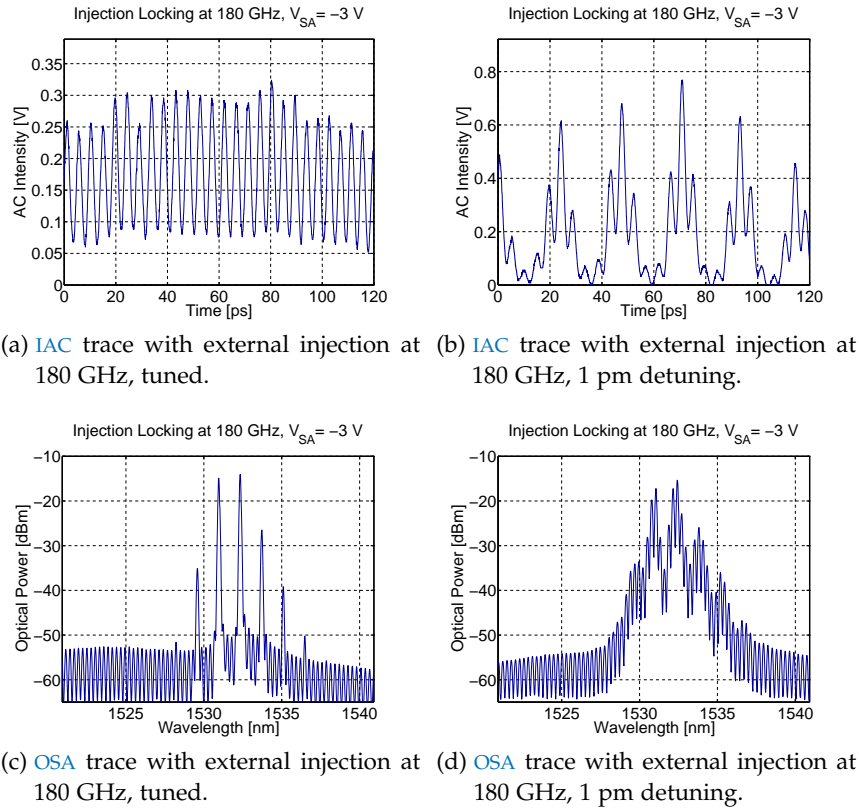 Injection Locking at 180 GHz, V_SA= −3 V
0.35
0.3
0.25
0.2
0.15
0.1
0.05
0
AC Intensity [V]
0 20 40 60 80 100 120
Time [ps]
(a) IAC trace with external injection at
180 GHz, tuned.
Injection Locking at 180 GHz, V_SA= −3 V
0.8
0.6
0.4
0.2
0
AC Intensity [V]
0 20 40 60 80 100 120
Time [ps]
(b) IAC trace with external injection at
180 GHz, 1 pm detuning.
Injection Locking at 180 GHz, V_SA= −3 V
−10
−20
−30
−40
−50
−60
Optical Power [dBm]
1525 1530 1535 1540
Wavelength [nm]
(c) OSA trace with external injection at
180 GHz, tuned.
Injection Locking at 180 GHz, V_SA= −3 V
−10
−20
−30
−40
−50
−60
Optical Power [dBm]
1525 1530 1535 1540
Wavelength [nm]
(d) OSA trace with external injection at
180 GHz, 1 pm detuning.